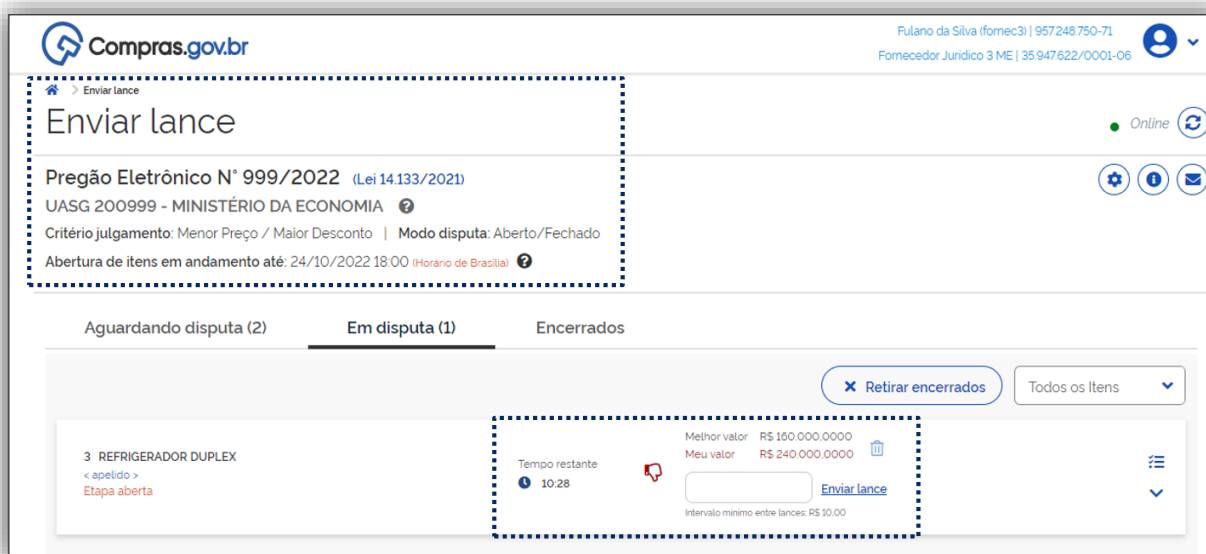 Compras.gov.br
Fulano da Silva (fornec3) | 957.248.750-71
Fornecedor Juridico 3 ME | 35.947.622/0001-06
Enviar lance
Enviar lance
Online
Pregão Eletrônico N° 999/2022 (Lei 14.133/2021)
UASG 200999 - MINISTÉRIO DA ECONOMIA
Critério julgamento: Menor Preço / Maior Desconto | Modo disputa: Aberto/Fechado
Abertura de itens em andamento até: 24/10/2022 18:00 (Horário de Brasília)
Aguardando disputa (2) Em disputa (1) Encerrados
Retirar encerrados Todos os Itens
Melhor valor R$ 160.000,0000
Meu valor R$ 240.000,0000
3 REFRIGERADOR DUPLEX
< apelido >
Etapa aberta
Tempo restante
10:28
Enviar lance
Intervalo mínimo entre lances: R$ 10,00